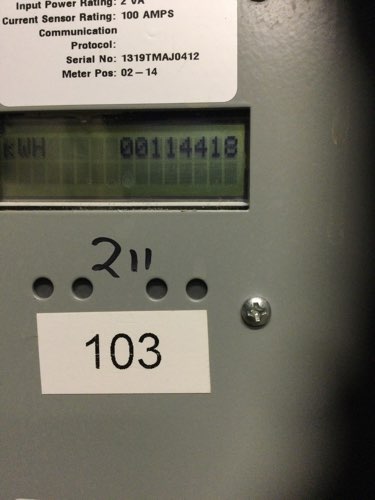 Input Power Rating: 2 VA
Current Sensor Rating: 100 AMPS
Communication
Protocol:
Serial No: 1319TMAJ0412
Meter Pos: 02-14
KWH 00114418
211
103